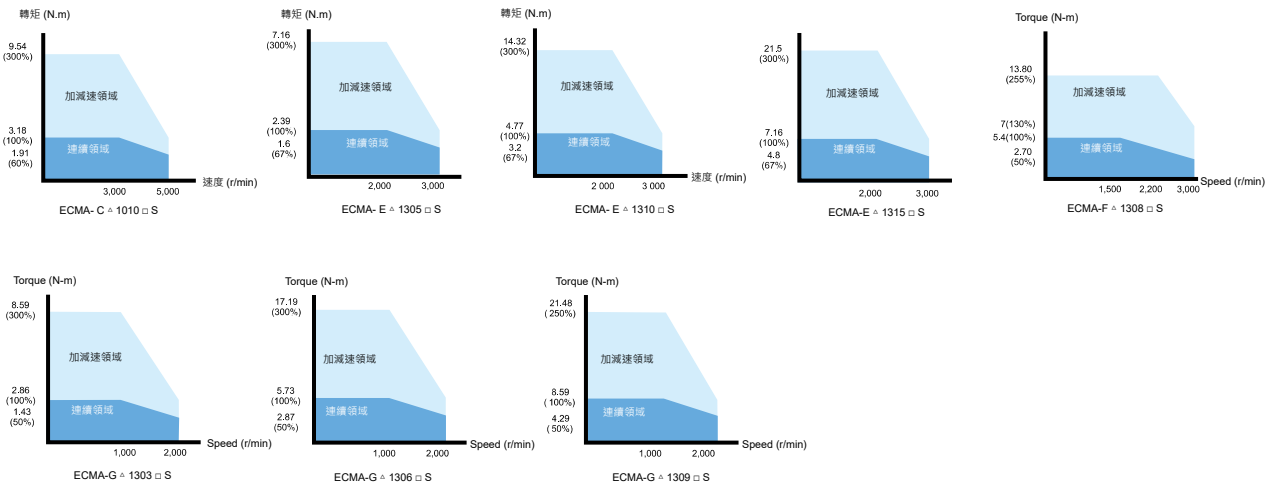 轉矩 (N.m)
9.54
(300%)
加減速領域
3.18
(100%)
連續領域
1.91
(60%)
3,000
5,000
速度 (r/min)
ECMA- C △ 1010 □ S
轉矩 (N.m)
7.16
(300%)
加減速領域
2.39
(100%)
連續領域
1.6
(67%)
2,000
3,000
ECMA- E △ 1305 □ S
轉矩 (N.m)
14.32
(300%)
加減速領域
4.77
(100%)
連續領域
3.2
(67%)
2 000
3 000
速度 (r/min)
ECMA- E △ 1310 □ S
21.5
(300%)
加減速領域
7.16
(100%)
連續領域
4.8
(67%)
2,000
3,000
ECMA-E △ 1315 □ S
Torque (N-m)
13.80
(255%)
加減速領域
7(130%)
5.4(100%)
連續領域
2.70
(50%)
1,500
2,200
3,000
Speed (r/min)
ECMA-F △ 1308 □ S
Torque (N-m)
8.59
(300%)
加減速領域
2.86
(100%)
連續領域
1.43
(50%)
1,000
2,000
Speed (r/min)
ECMA-G △ 1303 □ S
Torque (N-m)
17.19
(300%)
加減速領域
5.73
(100%)
連續領域
2.87
(50%)
1,000
2,000
Speed (r/min)
ECMA-G △ 1306 □ S
Torque (N-m)
21.48
( 250%)
加減速領域
8.59
( 100%)
連續領域
4.29
( 50%)
1,000
2,000
Speed (r/min)
ECMA-G △ 1309 □ S